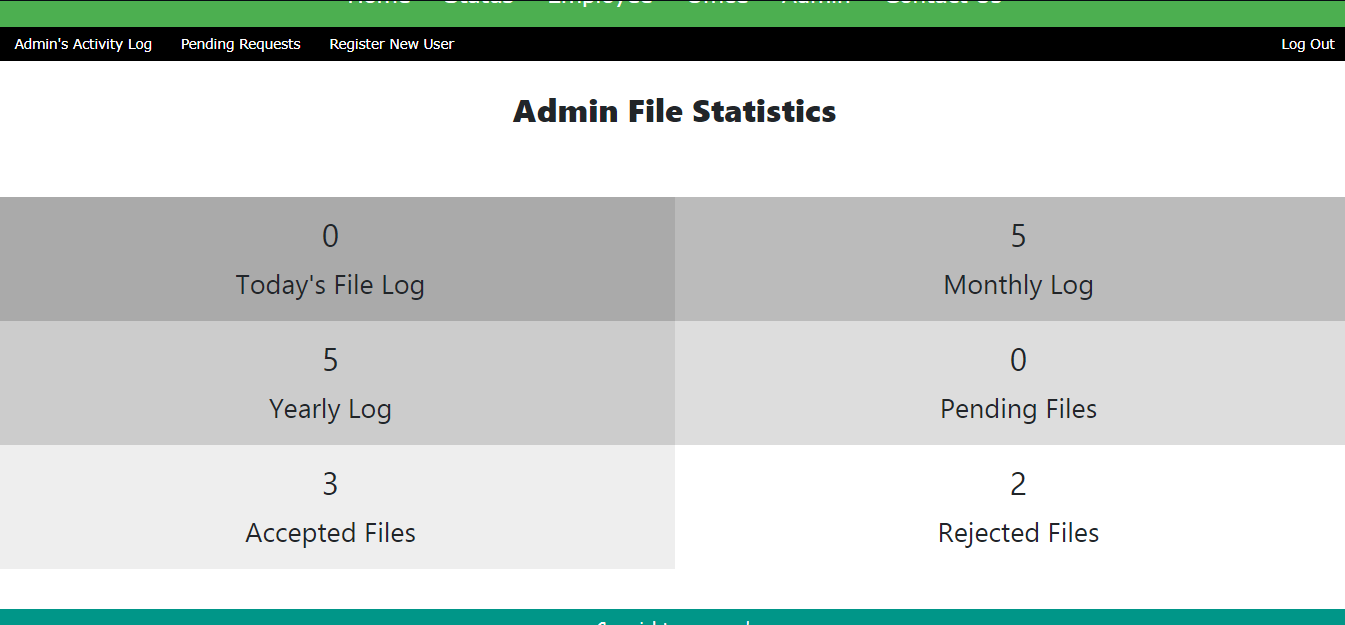 Home Status Employee Office Admin Contact Us
Admin's Activity Log Pending Requests Register New User Log Out
Admin File Statistics
0 5
Today's File Log Monthly Log
5 0
Yearly Log Pending Files
3 2
Accepted Files Rejected Files